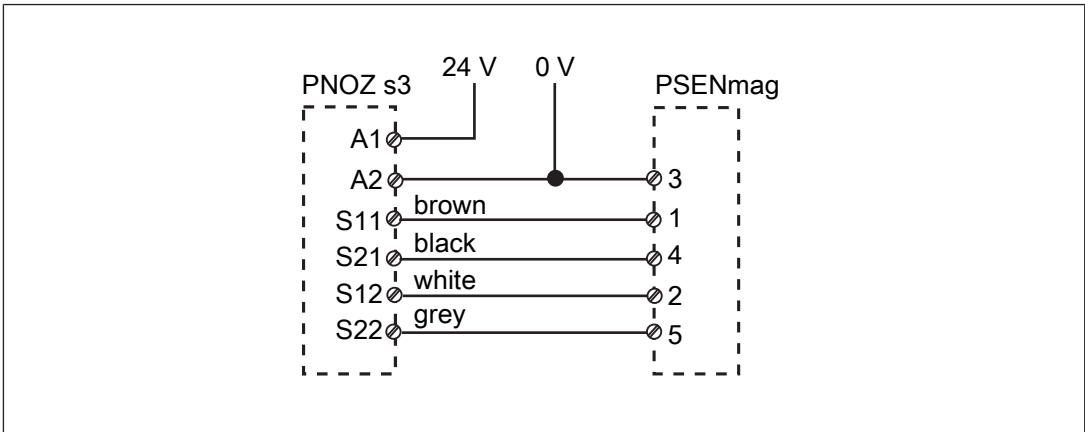 24 V 0 V
PNOZ s3 PSENmag
A1
A2 3
S11 brown 1
S21 black 4
S12 white 2
S22 grey 5